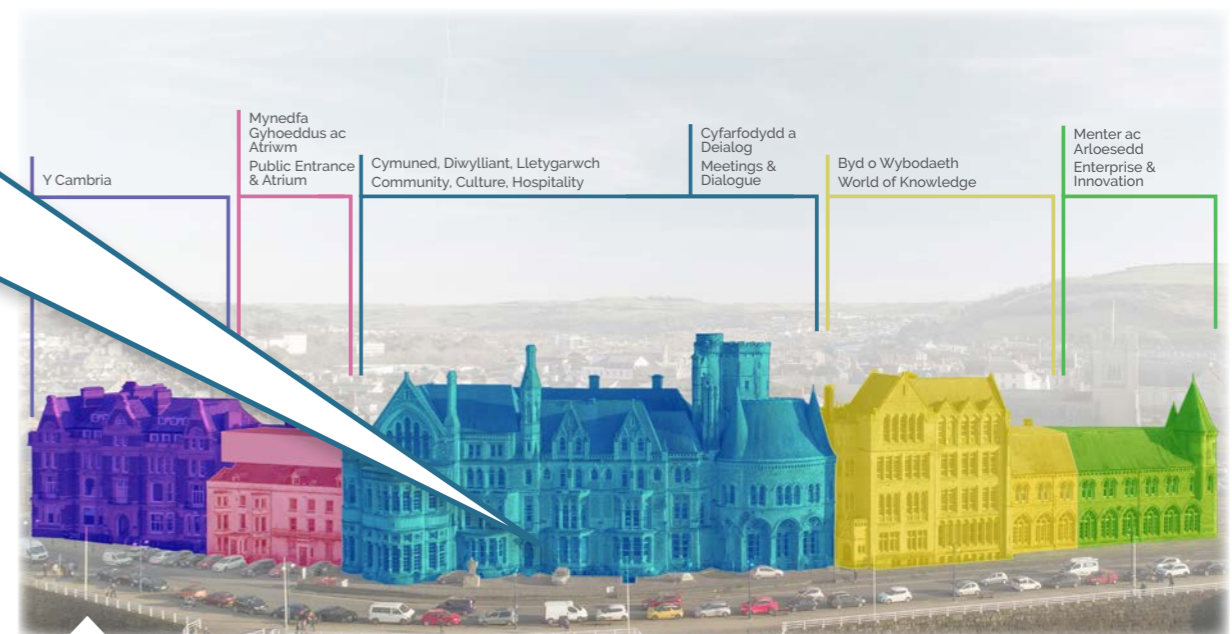 Y Cambria
Mynedfa
Gyhoeddus ac
Atriwm
Public Entrance
& Atrium
Cymuned, Diwylliant, Lletygarwch
Community, Culture, Hospitality
Cyfarfodydd a
Deialog
Meetings &
Dialogue
Byd o Wybodaeth
World of Knowledge
Menter ac
Arloesedd
Enterprise &
Innovation